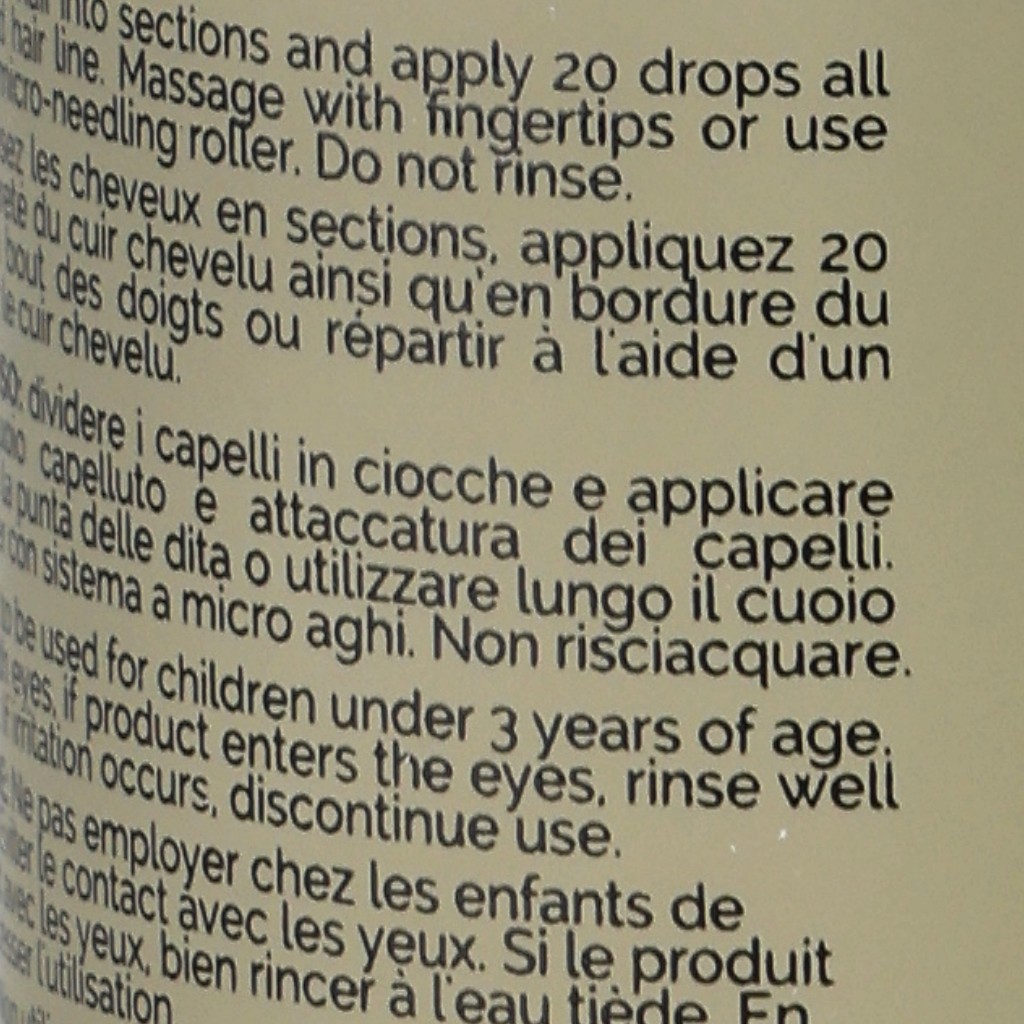 into sections and apply 20 drops all
hair line. Massage with fingertips or use
micro-needling roller. Do not rinse.
les cheveux en sections, appliquez 20
du cuir chevelu ainsi qu'en bordure du
bout des doigts ou répartir à l'aide d'un
le cuir chevelu.
dividere i capelli in ciocche e applicare
capelluto e attaccatura dei capelli.
la punta delle dita o utilizzare lungo il cuoio
con sistema a micro aghi. Non risciacquare.
be used for children under 3 years of age.
eyes, if product enters the eyes, rinse well
irritation occurs, discontinue use.
Ne pas employer chez les enfants de
le contact avec les yeux. Si le produit
avec les yeux, bien rincer à l'eau tiède. En
l'utilisation